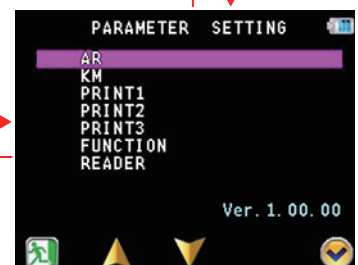 PARAMETER SETTING
AR
KM
PRINT1
PRINT2
PRINT3
FUNCTION
READER
Ver. 1. 00. 00